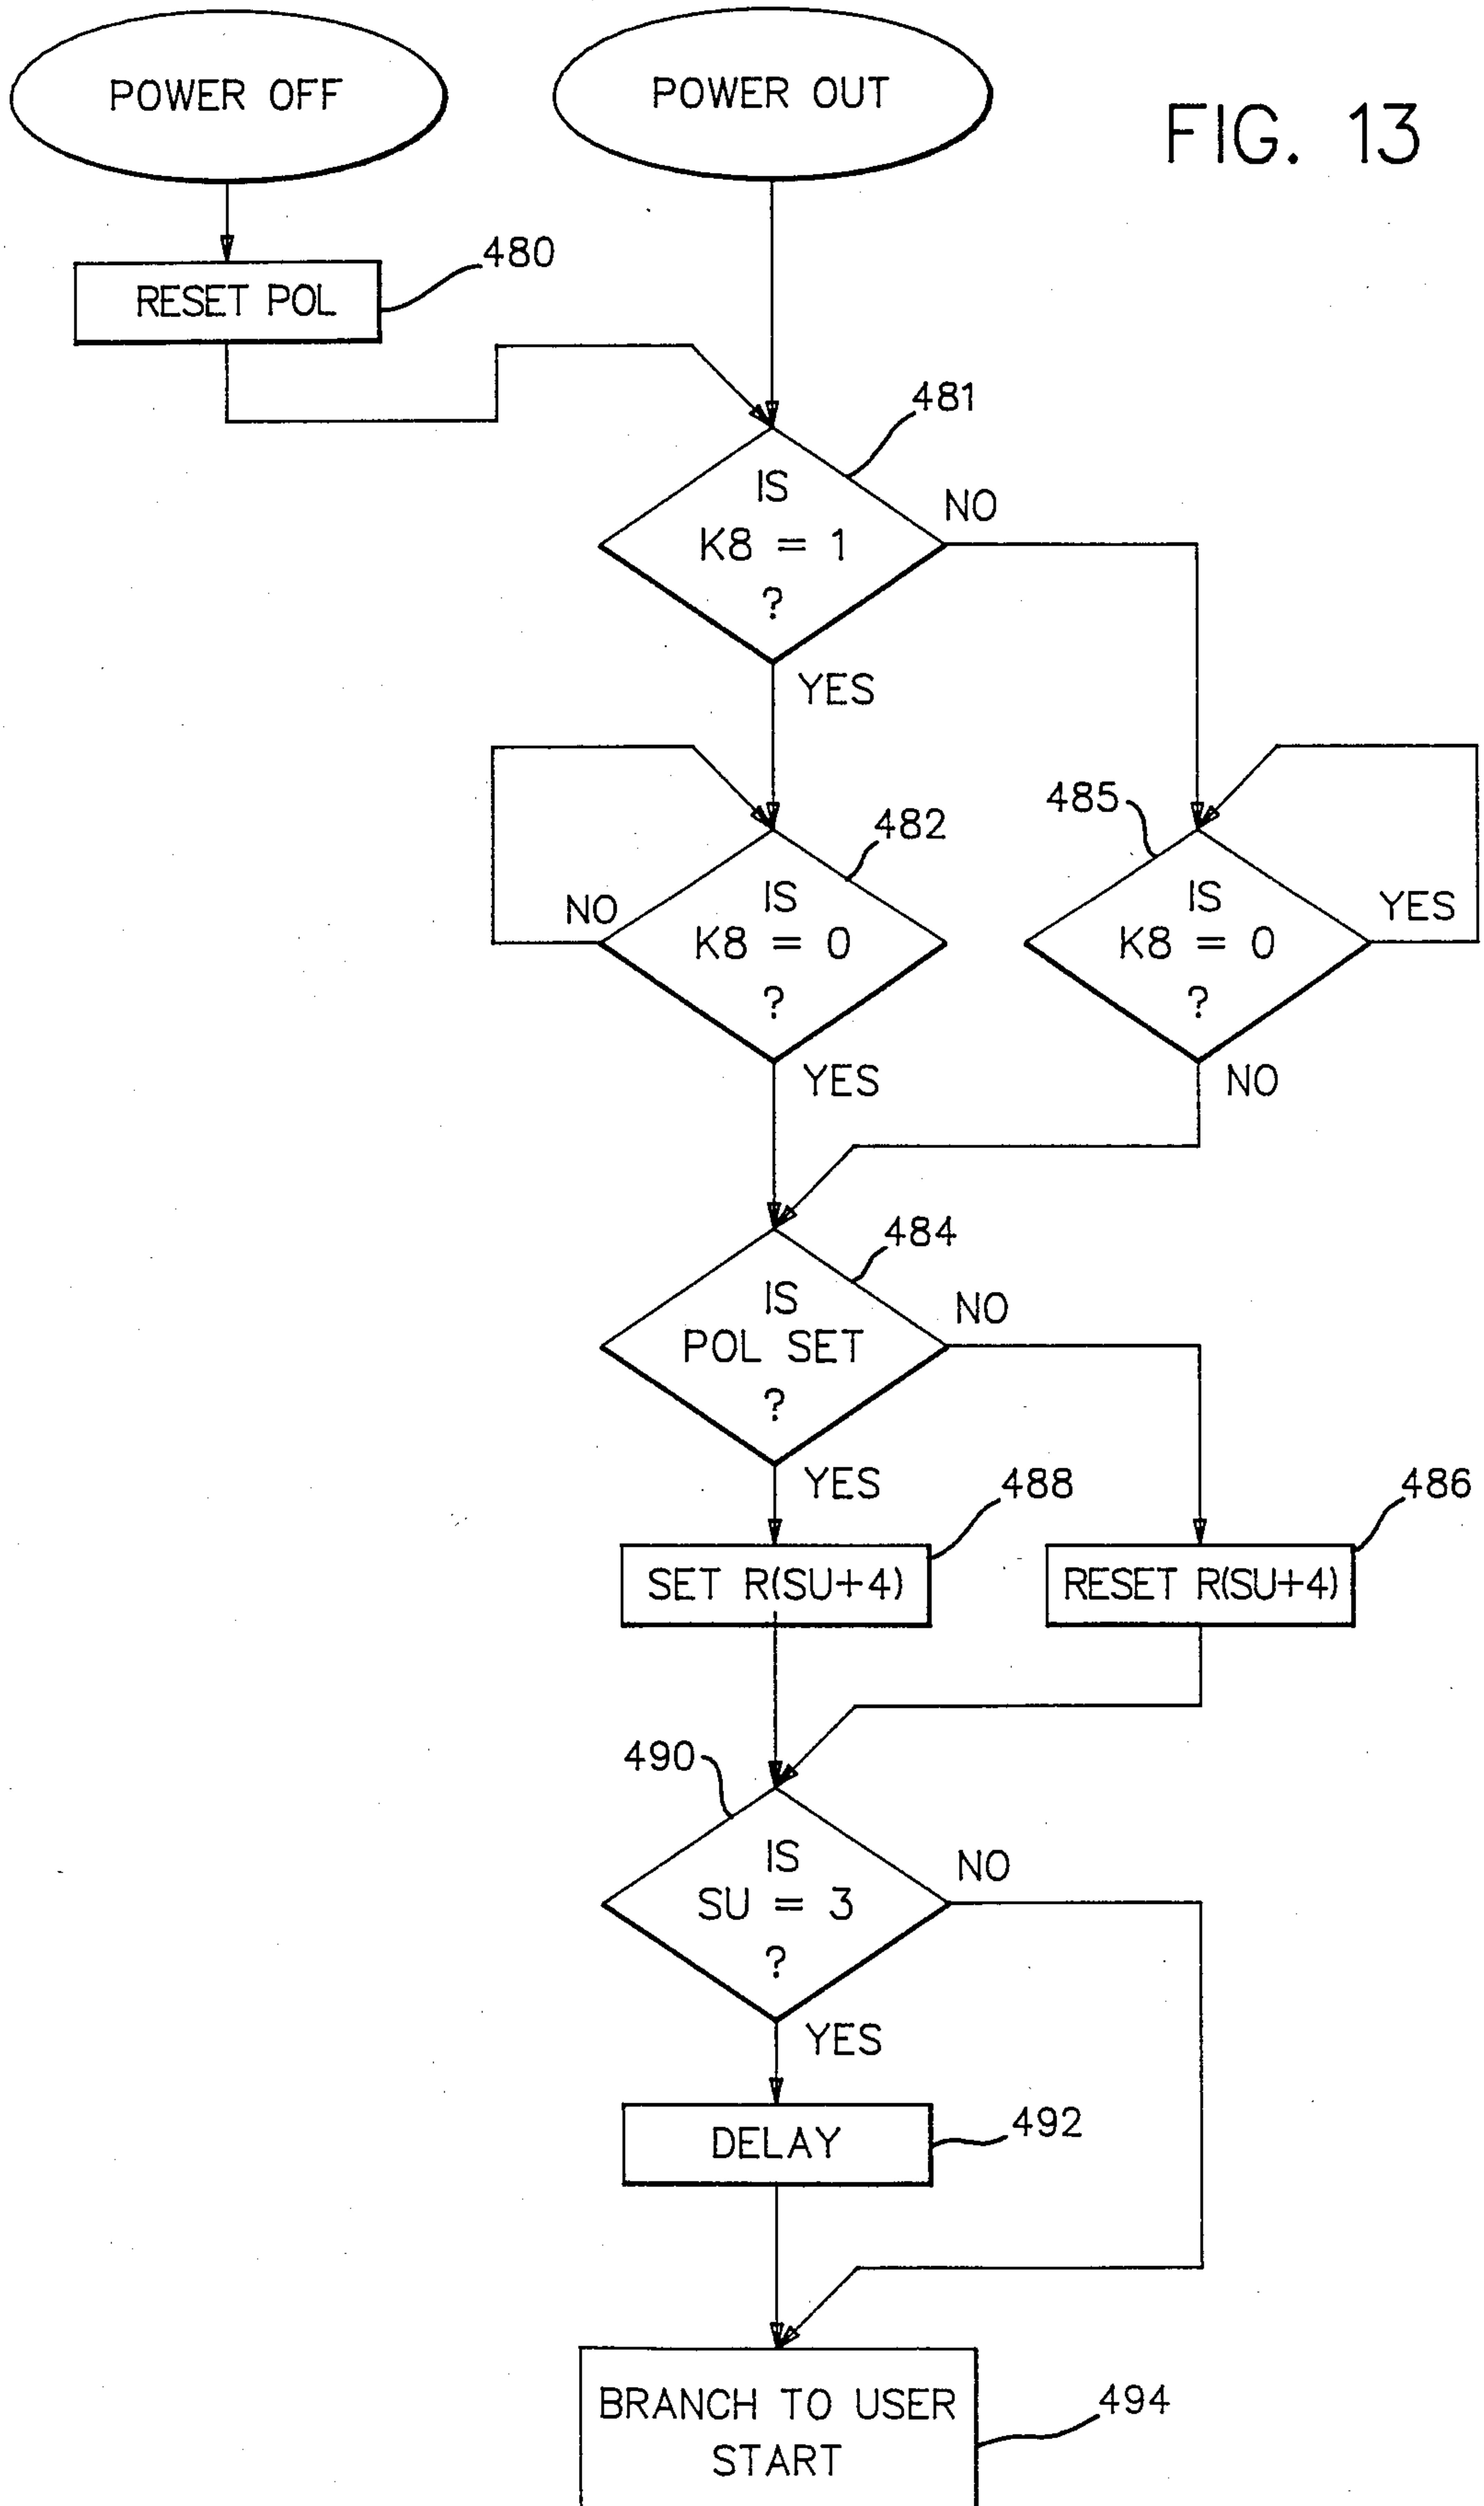 POWER OFF
POWER OUT
FIG. 13
480
RESET POL
481
IS
K8 = 1
?
NO
YES
482
485
NO
IS
K8 = 0
?
YES
IS
K8 = 0
?
YES
NO
484
IS
POL SET
?
NO
YES
488
486
SET R(SU+4)
RESET R(SU+4)
490
IS
SU = 3
?
NO
YES
DELAY
492
BRANCH TO USER
START
494